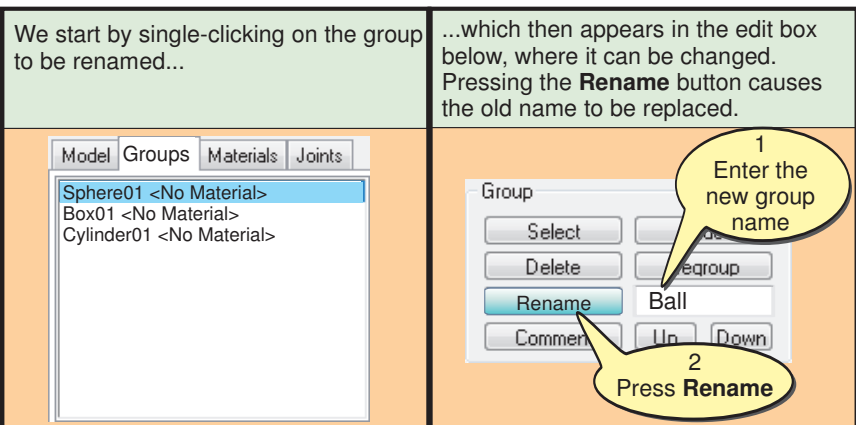 We start by single-clicking on the group
to be renamed...
...which then appears in the edit box
below, where it can be changed.
Pressing the Rename button causes
the old name to be replaced.
Model Groups Materials Joints
Sphere01 <No Material>
Box01 <No Material>
Cylinder01 <No Material>
1
Enter the
new group
name
Group
Select
Delete
Rename Ball
Up Down
2
Press Rename